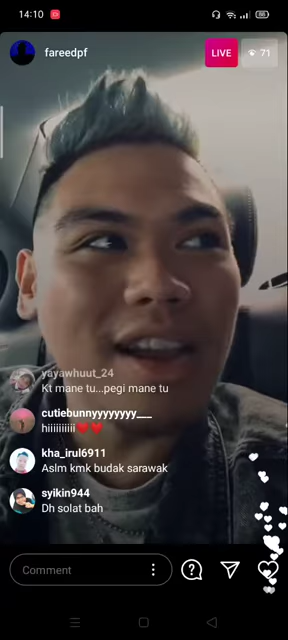 14:10
fareedpf
LIVE
71
yayawhuut_24
Kt mane tu...pegi mane tu
cutiebunnyyyyyyyy___
hiiiiiiiiii❤️❤️
kha_irul6911
Aslm kmk budak sarawak
syikin944
Dh solat bah
Comment